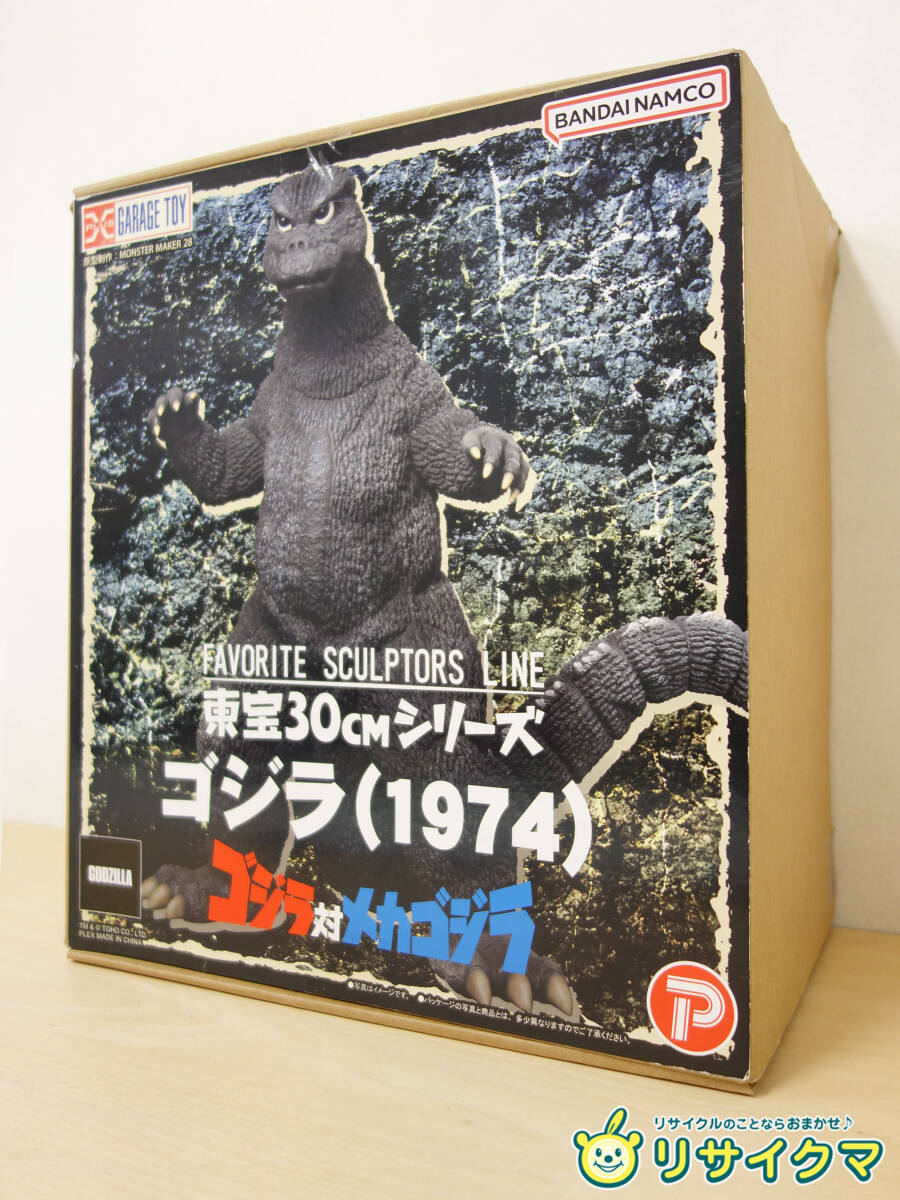 BANDAI NAMCO
PLUS
GARAGE TOY
原型制作：MONSTER MAKER 28
FAVORITE SCULPTORS LINE
東宝30CMシリーズ
ゴジラ(1974)
ゴジラ対メカゴジラ
GODZILLA
TM & © TOHO CO., LTD.
PLEX MADE IN CHINA
●写真はイメージです。 ●パッケージの写真と商品とは、多少異なりますのでご了承ください。
P
リサイクルのことならおまかせ♪
リサイクマ